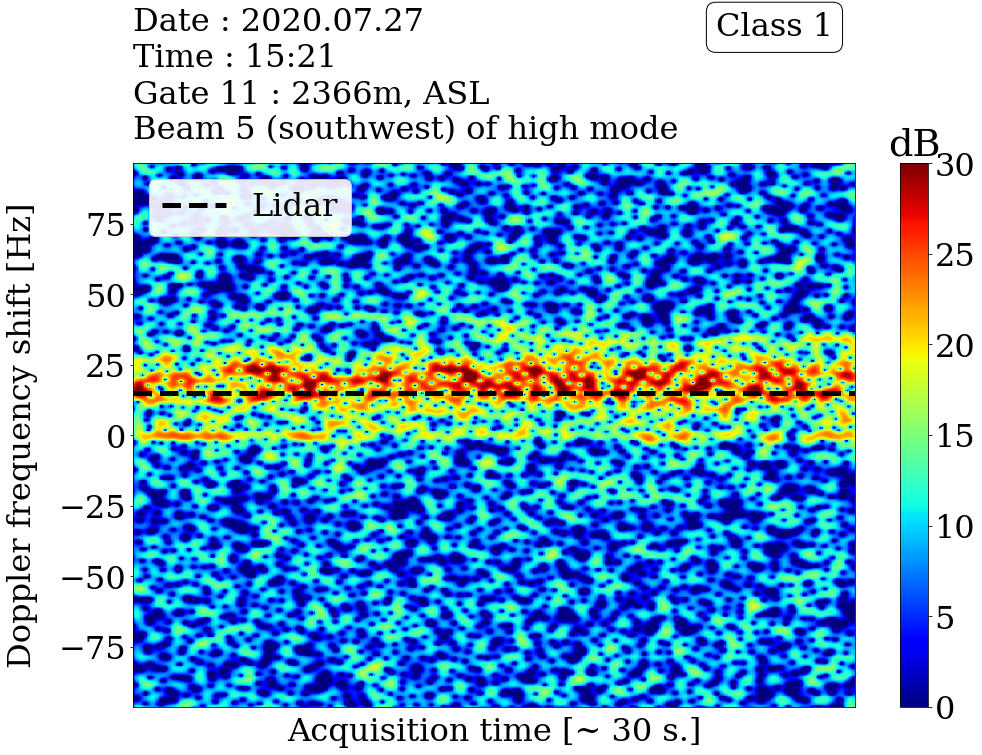 Date : 2020.07.27
Time : 15:21
Gate 11 : 2366m, ASL
Beam 5 (southwest) of high mode
Class 1
dB
Lidar
Doppler frequency shift [Hz]
75
50
25
0
−25
−50
−75
Acquisition time [~ 30 s.]
30
25
20
15
10
5
0